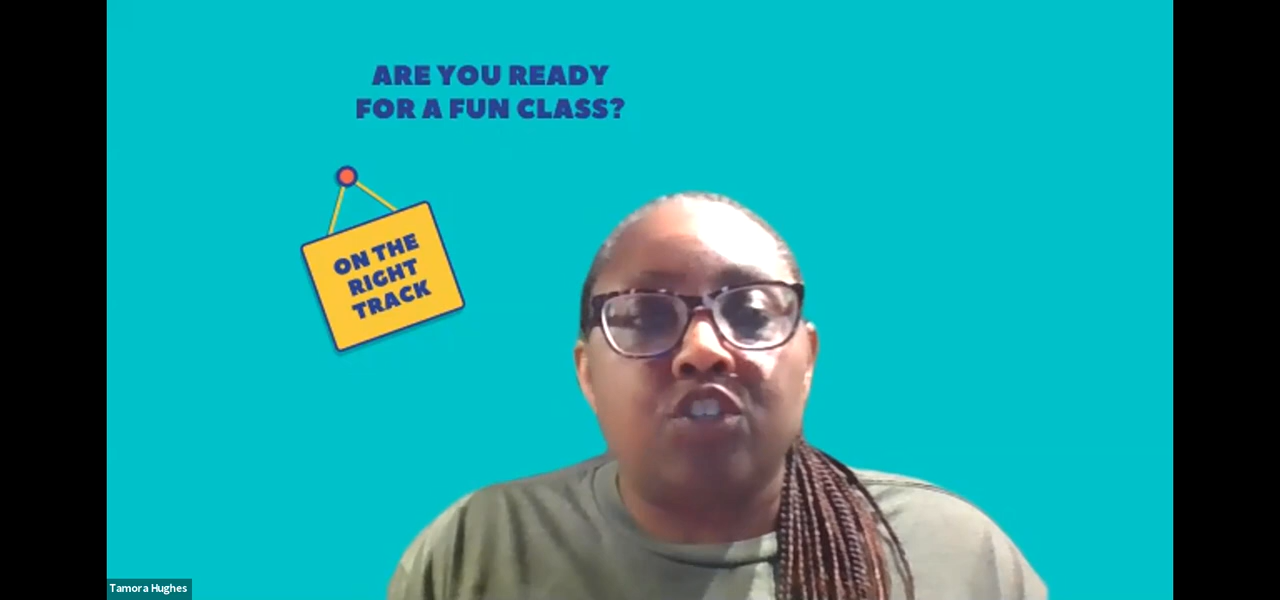 ARE YOU READY
FOR A FUN CLASS?
ON THE
RIGHT
TRACK
Tamora Hughes